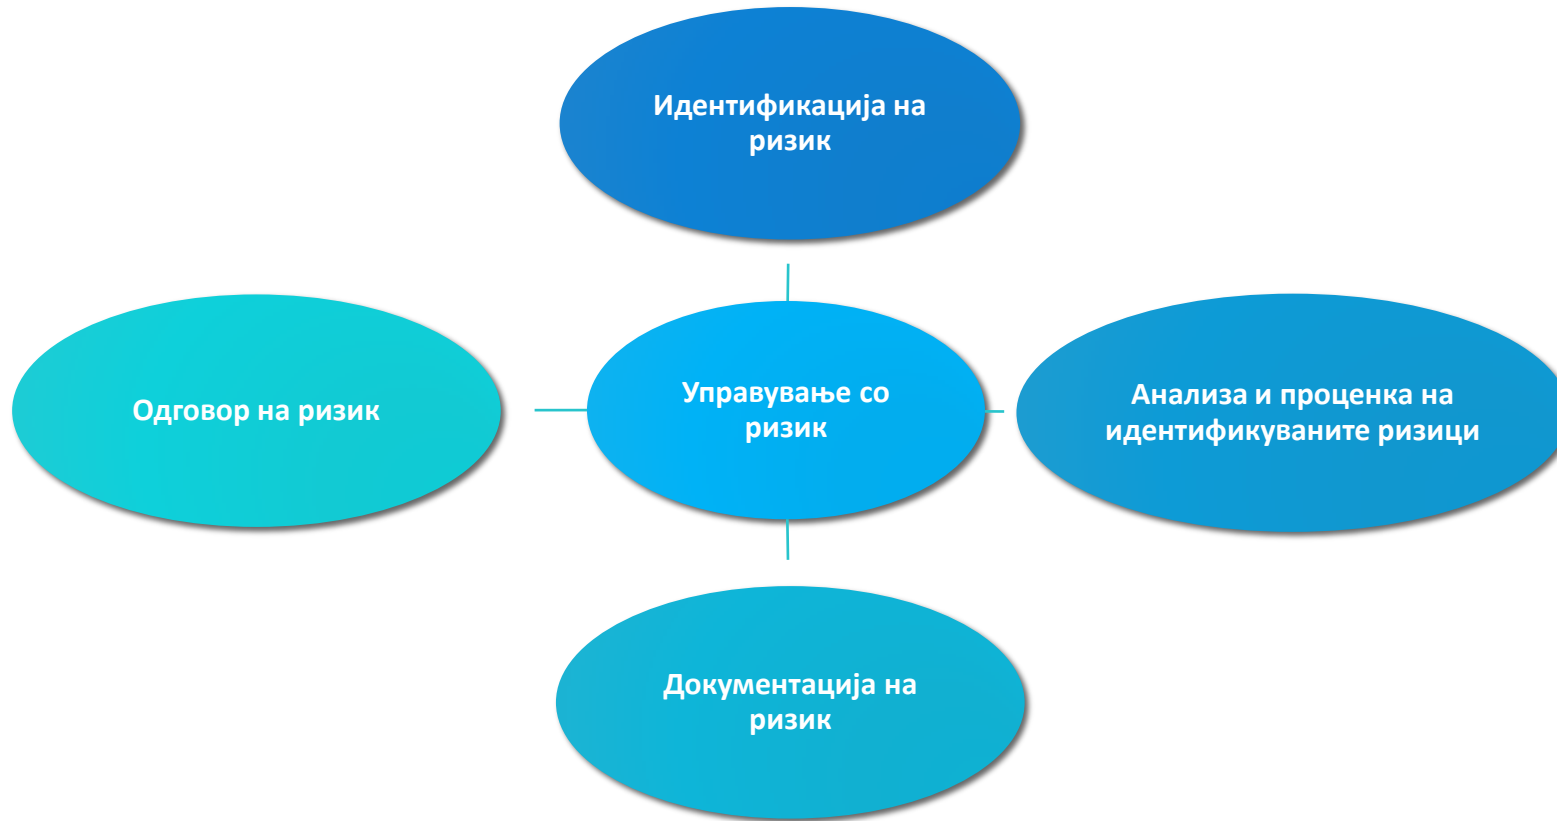 Идентификација на
ризик
Одговор на ризик
Управување со
ризик
Анализа и проценка на
идентификуваните ризици
Документација на
ризик